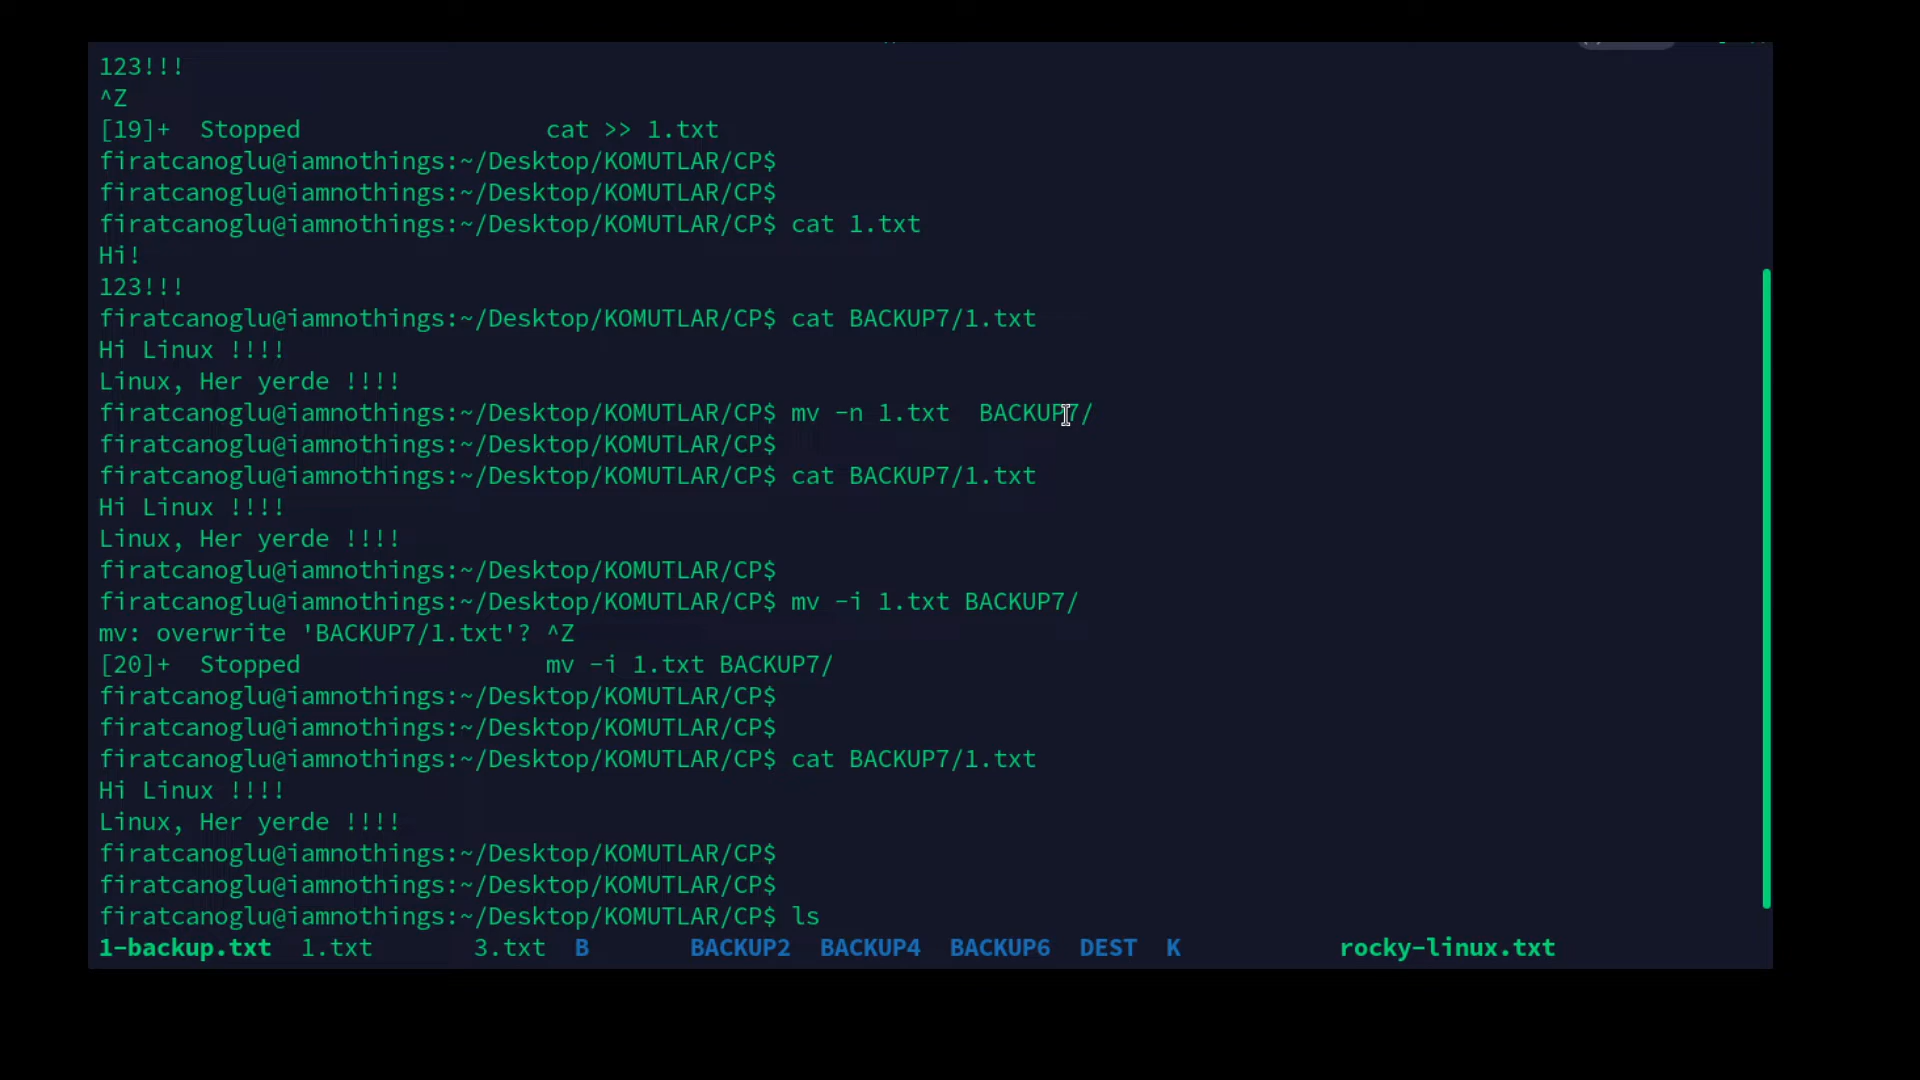 123!!!
^Z
[19]+  Stopped                 cat >> 1.txt
firatcanoglu@iamnothings:~/Desktop/KOMUTLAR/CP$
firatcanoglu@iamnothings:~/Desktop/KOMUTLAR/CP$
firatcanoglu@iamnothings:~/Desktop/KOMUTLAR/CP$ cat 1.txt
Hi!
123!!!
firatcanoglu@iamnothings:~/Desktop/KOMUTLAR/CP$ cat BACKUP7/1.txt
Hi Linux !!!!
Linux, Her yerde !!!!
firatcanoglu@iamnothings:~/Desktop/KOMUTLAR/CP$ mv -n 1.txt  BACKUP7/
firatcanoglu@iamnothings:~/Desktop/KOMUTLAR/CP$
firatcanoglu@iamnothings:~/Desktop/KOMUTLAR/CP$ cat BACKUP7/1.txt
Hi Linux !!!!
Linux, Her yerde !!!!
firatcanoglu@iamnothings:~/Desktop/KOMUTLAR/CP$
firatcanoglu@iamnothings:~/Desktop/KOMUTLAR/CP$ mv -i 1.txt BACKUP7/
mv: overwrite 'BACKUP7/1.txt'? ^Z
[20]+  Stopped                 mv -i 1.txt BACKUP7/
firatcanoglu@iamnothings:~/Desktop/KOMUTLAR/CP$
firatcanoglu@iamnothings:~/Desktop/KOMUTLAR/CP$
firatcanoglu@iamnothings:~/Desktop/KOMUTLAR/CP$ cat BACKUP7/1.txt
Hi Linux !!!!
Linux, Her yerde !!!!
firatcanoglu@iamnothings:~/Desktop/KOMUTLAR/CP$
firatcanoglu@iamnothings:~/Desktop/KOMUTLAR/CP$
firatcanoglu@iamnothings:~/Desktop/KOMUTLAR/CP$ ls
1-backup.txt  1.txt       3.txt  B       BACKUP2  BACKUP4  BACKUP6  DEST  K           rocky-linux.txt